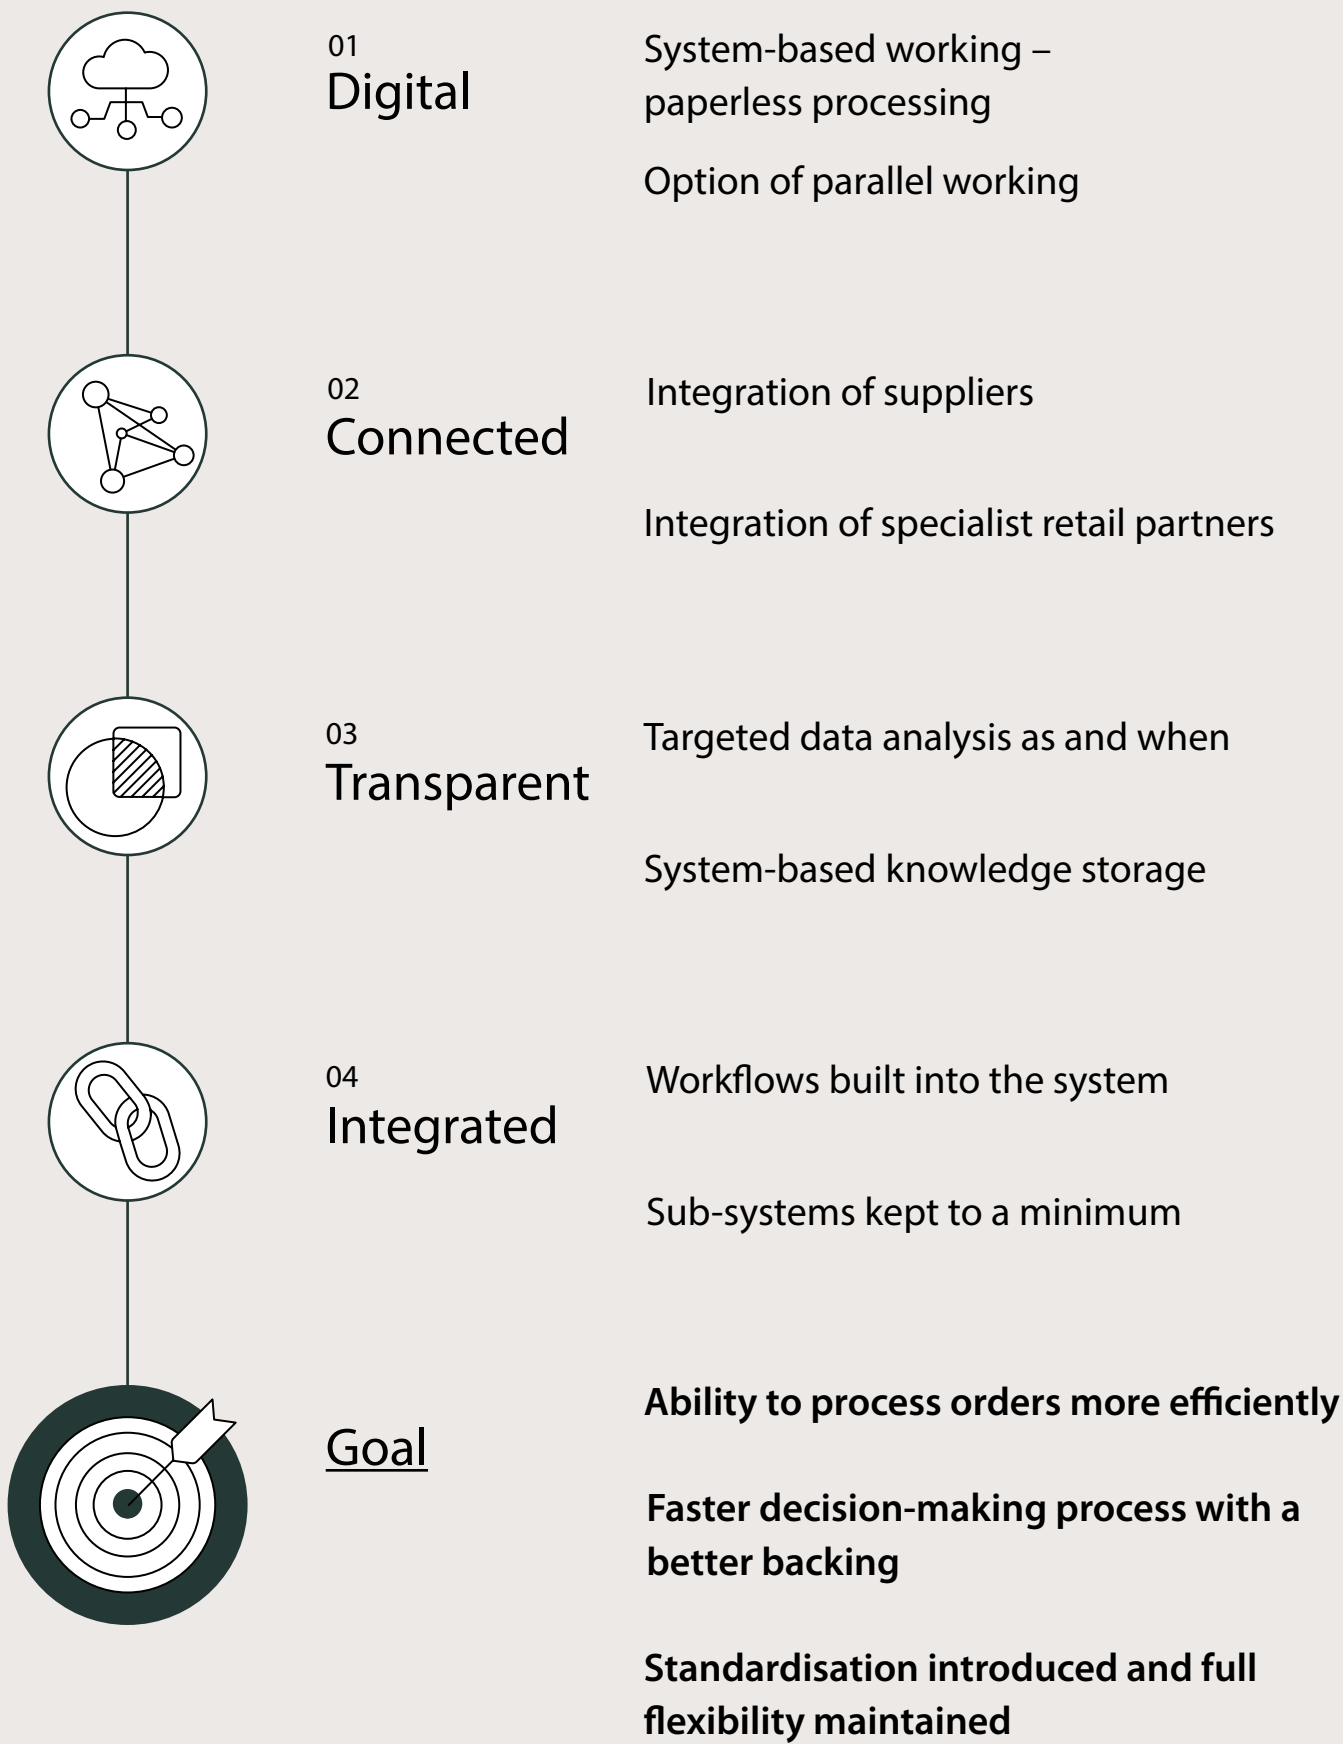 01
Digital
System-based working –
paperless processing
Option of parallel working
02
Connected
Integration of suppliers
Integration of specialist retail partners
03
Transparent
Targeted data analysis as and when
System-based knowledge storage
04
Integrated
Workflows built into the system
Sub-systems kept to a minimum
Goal
Ability to process orders more efficiently
Faster decision-making process with a
better backing
Standardisation introduced and full
flexibility maintained